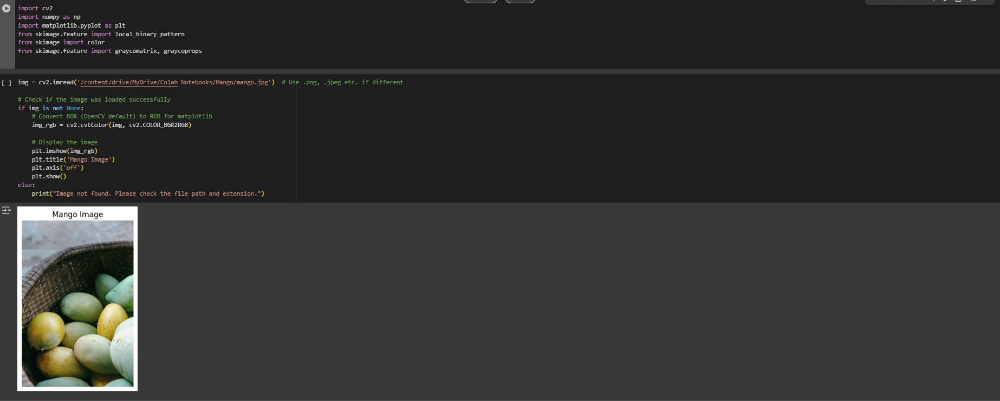 import cv2
import numpy as np
import matplotlib.pyplot as plt
from skimage.feature import local_binary_pattern
from skimage import color
from skimage.feature import graycomatrix, graycoprops
[ ] img = cv2.imread('/content/drive/MyDrive/Colab Notebooks/Mango/mango.jpg')  # Use .png, .jpeg etc. if different
# Check if the image was loaded successfully
if img is not None:
    # Convert BGR (OpenCV default) to RGB for matplotlib
    img_rgb = cv2.cvtColor(img, cv2.COLOR_BGR2RGB)
    # Display the image
    plt.imshow(img_rgb)
    plt.title('Mango Image')
    plt.axis('off')
    plt.show()
else:
    print("Image not found. Please check the file path and extension.")
Mango Image